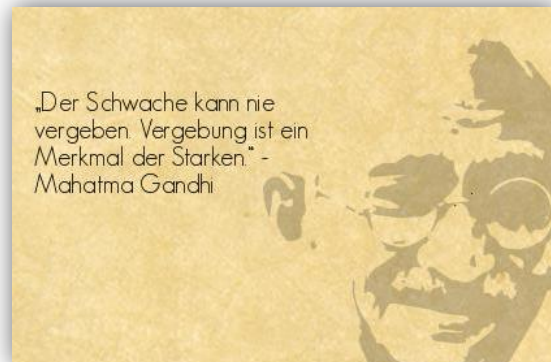 „Der Schwache kann nie
vergeben. Vergebung ist ein
Merkmal der Starken.“ -
Mahatma Gandhi